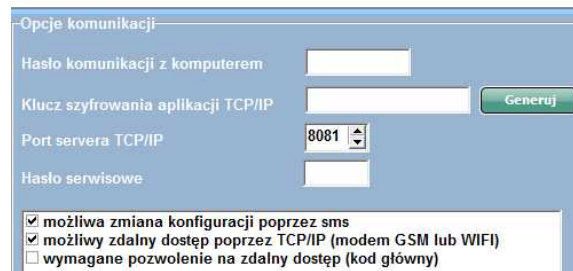 Opcje komunikacji
Hasło komunikacji z komputerem
Klucz szyfrowania aplikacji TCP/IP
Generuj
Port servera TCP/IP
8081
Hasło serwisowe
możliwa zmiana konfiguracji poprzez sms
możliwy zdalny dostęp poprzez TCP/IP (modem GSM lub WIFI)
wymagane pozwolenie na zdalny dostęp (kod główny)